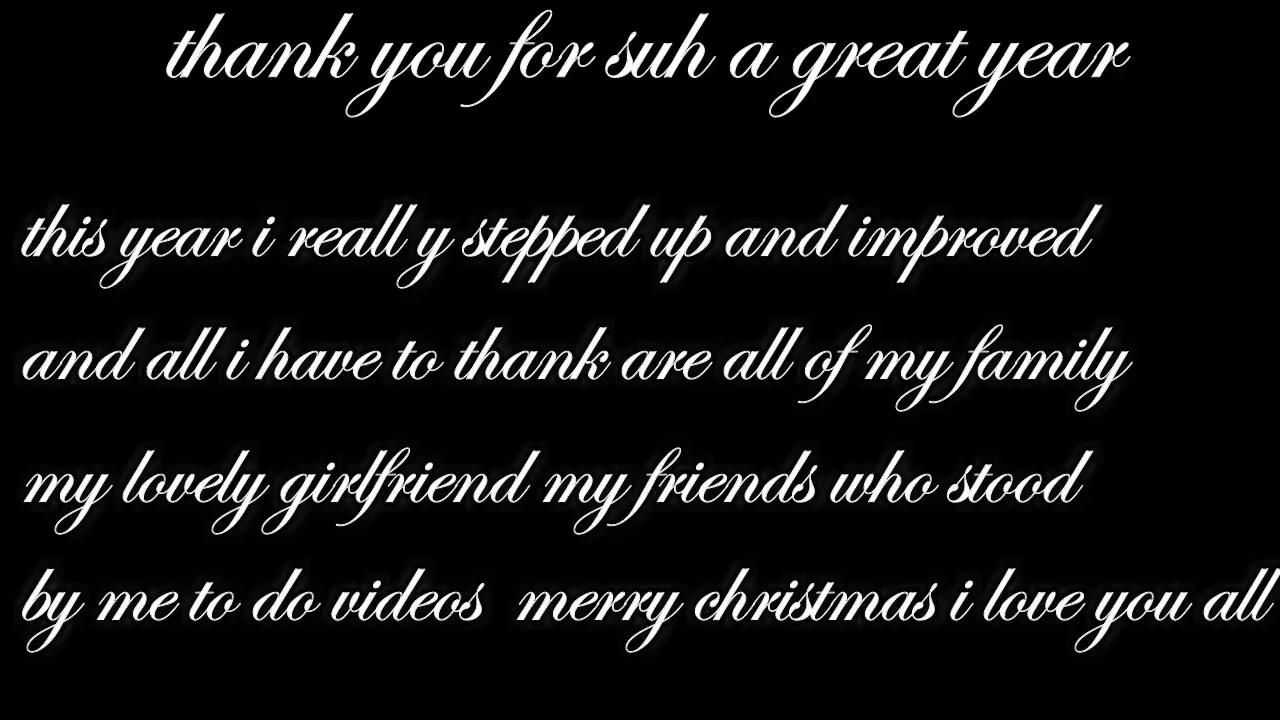 thank you for suh a great year
this year i reall y stepped up and improved
and all i have to thank are all of my family
my lovely girlfriend my friends who stood
by me to do videos merry christmas i love you all